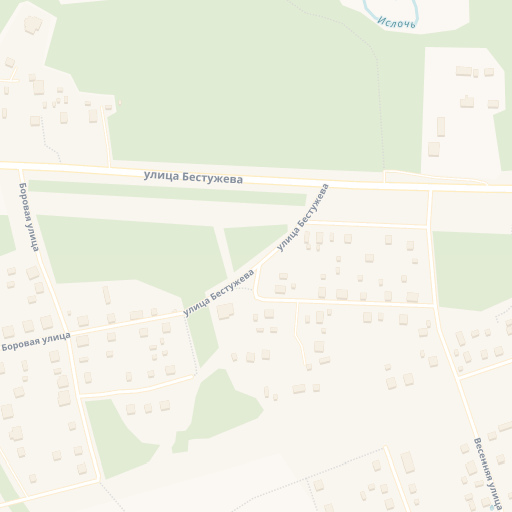 Ислочь
улица Бестужева
Боровая улица
улица Бестужева
улица Бестужева
Боровая улица
Весенняя улица